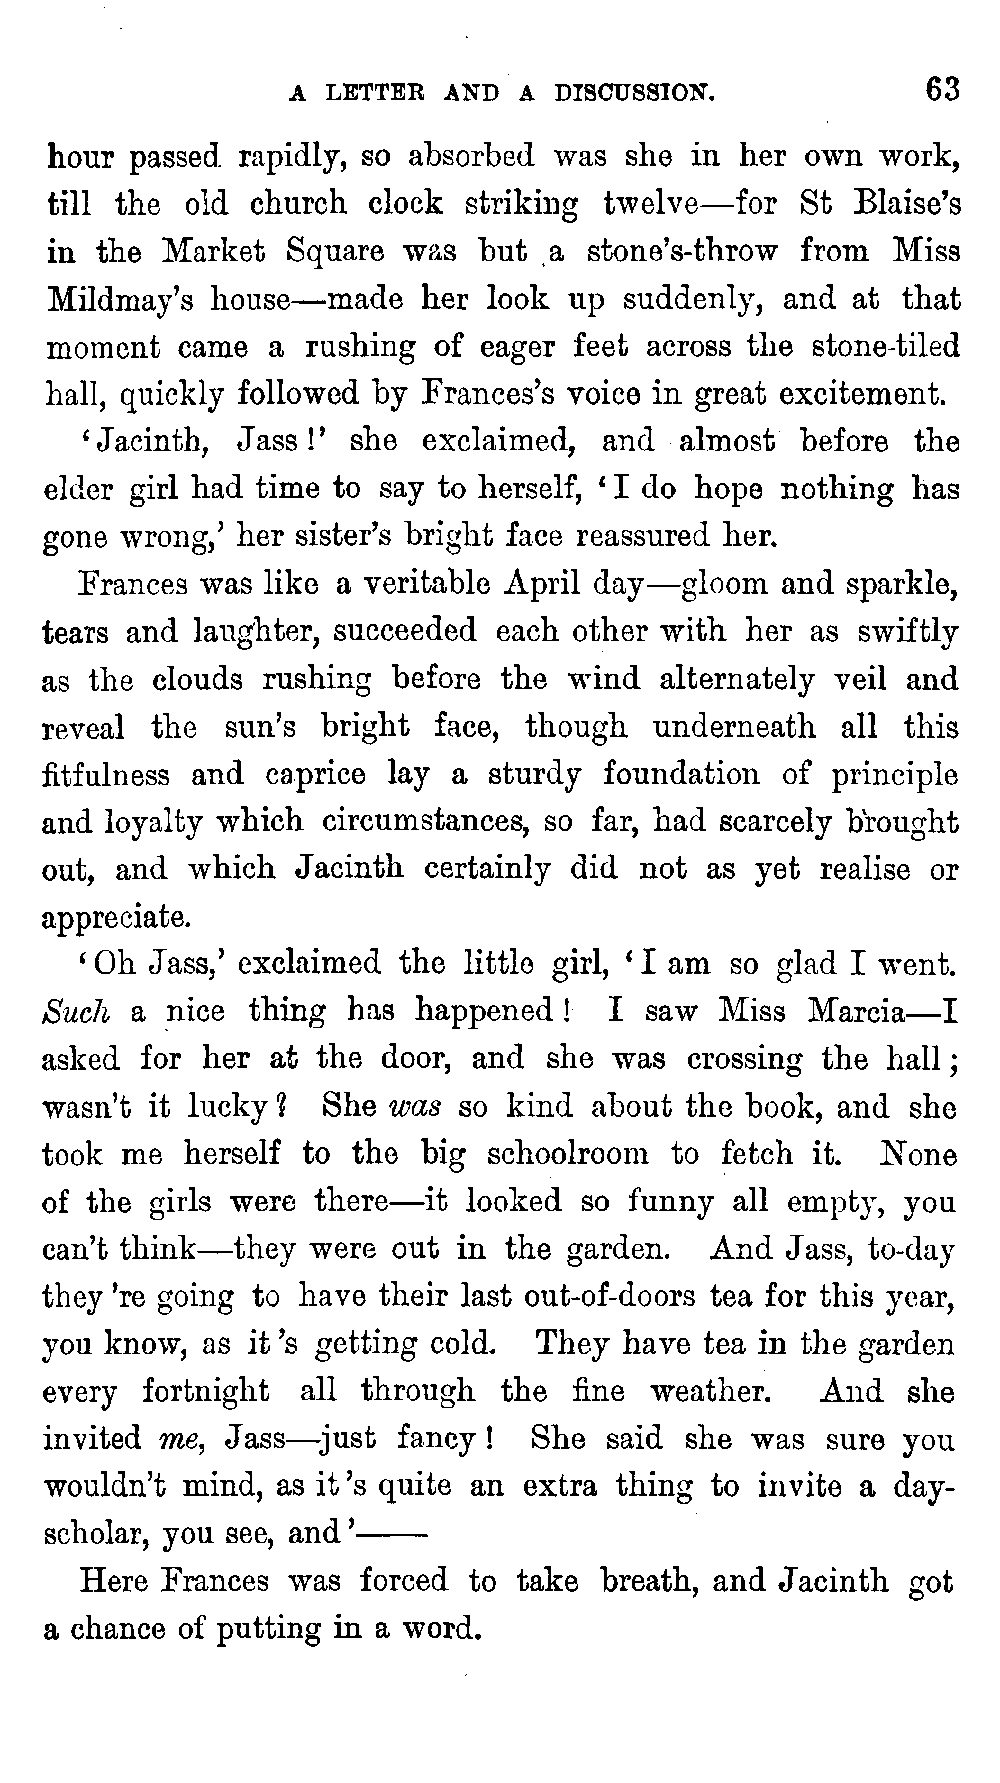 A LETTER AND A DISCUSSION. 63
hour passed rapidly, so absorbed was she in her own work,
till the old church clock striking twelve—for St Blaise's
in the Market Square was but a stone's-throw from Miss
Mildmay's house—made her look up suddenly, and at that
moment came a rushing of eager feet across the stone-tiled
hall, quickly followed by Frances's voice in great excitement.
'Jacinth, Jass!' she exclaimed, and almost before the
elder girl had time to say to herself, 'I do hope nothing has
gone wrong,' her sister's bright face reassured her.
Frances was like a veritable April day—gloom and sparkle,
tears and laughter, succeeded each other with her as swiftly
as the clouds rushing before the wind alternately veil and
reveal the sun's bright face, though underneath all this
fitfulness and caprice lay a sturdy foundation of principle
and loyalty which circumstances, so far, had scarcely brought
out, and which Jacinth certainly did not as yet realise or
appreciate.
'Oh Jass,' exclaimed the little girl, 'I am so glad I went.
Such a nice thing has happened! I saw Miss Marcia—I
asked for her at the door, and she was crossing the hall;
wasn't it lucky? She was so kind about the book, and she
took me herself to the big schoolroom to fetch it. None
of the girls were there—it looked so funny all empty, you
can't think—they were out in the garden. And Jass, to-day
they 're going to have their last out-of-doors tea for this year,
you know, as it 's getting cold. They have tea in the garden
every fortnight all through the fine weather. And she
invited me, Jass—just fancy! She said she was sure you
wouldn't mind, as it 's quite an extra thing to invite a day-
scholar, you see, and'——
Here Frances was forced to take breath, and Jacinth got
a chance of putting in a word.